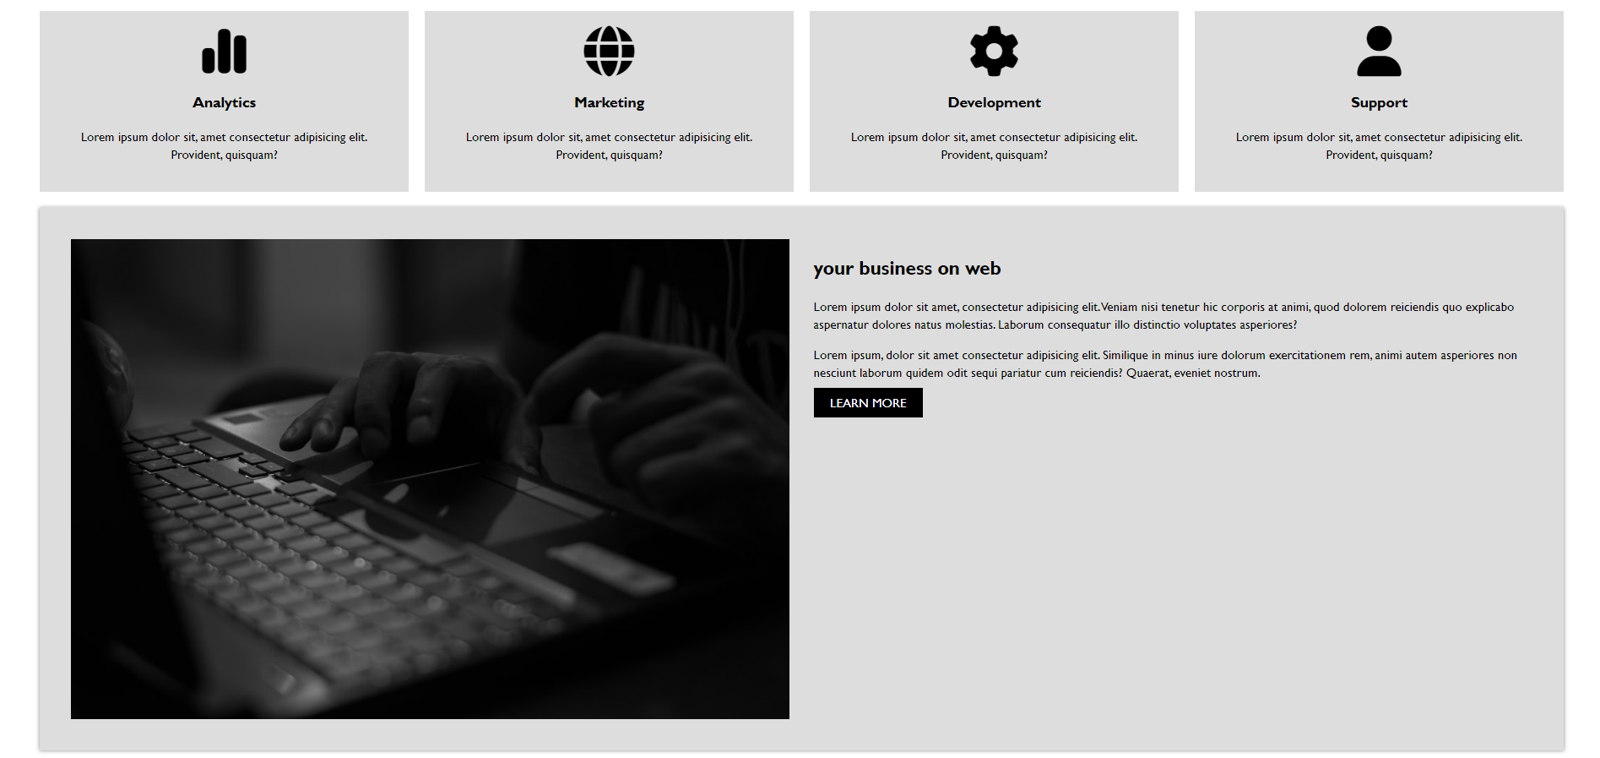 Analytics
Lorem ipsum dolor sit, amet consectetur adipisicing elit.
Provident, quisquam?
Marketing
Lorem ipsum dolor sit, amet consectetur adipisicing elit.
Provident, quisquam?
Development
Lorem ipsum dolor sit, amet consectetur adipisicing elit.
Provident, quisquam?
Support
Lorem ipsum dolor sit, amet consectetur adipisicing elit.
Provident, quisquam?
your business on web
Lorem ipsum dolor sit amet, consectetur adipisicing elit. Veniam nisi tenetur hic corporis at animi, quod dolorem reiciendis quo explicabo
aspernatur dolores natus molestias. Laborum consequatur illo distinctio voluptates asperiores?
Lorem ipsum, dolor sit amet consectetur adipisicing elit. Similique in minus iure dolorum exercitationem rem, animi autem asperiores non
nesciunt laborum quidem odit sequi pariatur cum reiciendis? Quaerat, eveniet nostrum.
LEARN MORE